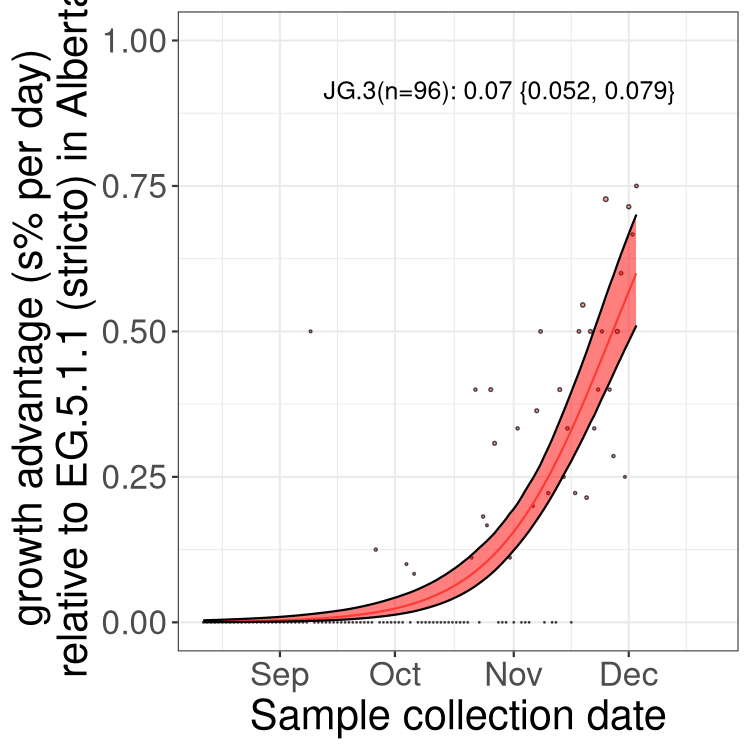 growth advantage (s% per day)
relative to EG.5.1.1 (stricto) in Alberta
1.00
0.75
0.50
0.25
0.00
JG.3(n=96): 0.07 {0.052, 0.079}
Sep Oct Nov Dec
Sample collection date